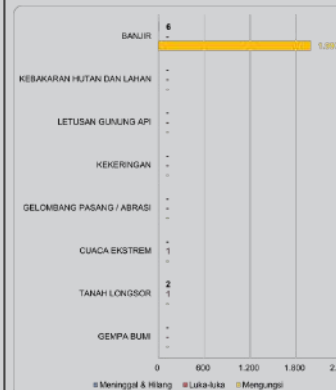 BANJIR
6
-
KEBAKARAN HUTAN DAN LAHAN
-
-
-
LETUSAN GUNUNG API
-
-
-
KEKERINGAN
-
-
-
GELOMBANG PASANG / ABRASI
-
-
-
CUACA EKSTREM
-
1
-
TANAH LONGSOR
2
1
-
GEMPA BUMI
-
-
-
0 600 1.200 1.800
Meninggal & Hilang Luka-luka Mengungsi